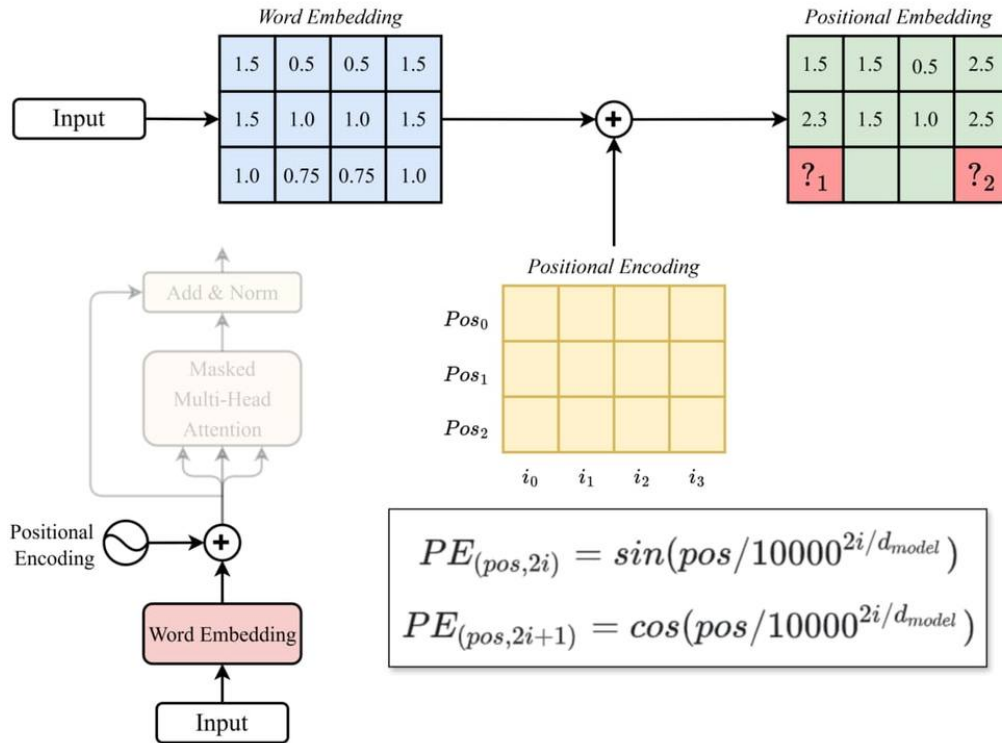 Word Embedding
Positional Embedding
1.5 0.5 0.5 1.5
1.5 1.0 1.0 1.5
1.0 0.75 0.75 1.0
1.5 1.5 0.5 2.5
2.3 1.5 1.0 2.5
?₁ ?₂
Input
+
Positional Encoding
Pos₀
Pos₁
Pos₂
i₀ i₁ i₂ i₃
Add & Norm
Masked
Multi-Head
Attention
Positional
Encoding
+
Word Embedding
Input
PE₍pos,2i₎ = sin(pos/10000^{2i/d_{model}})
PE₍pos,2i+1₎ = cos(pos/10000^{2i/d_{model}})